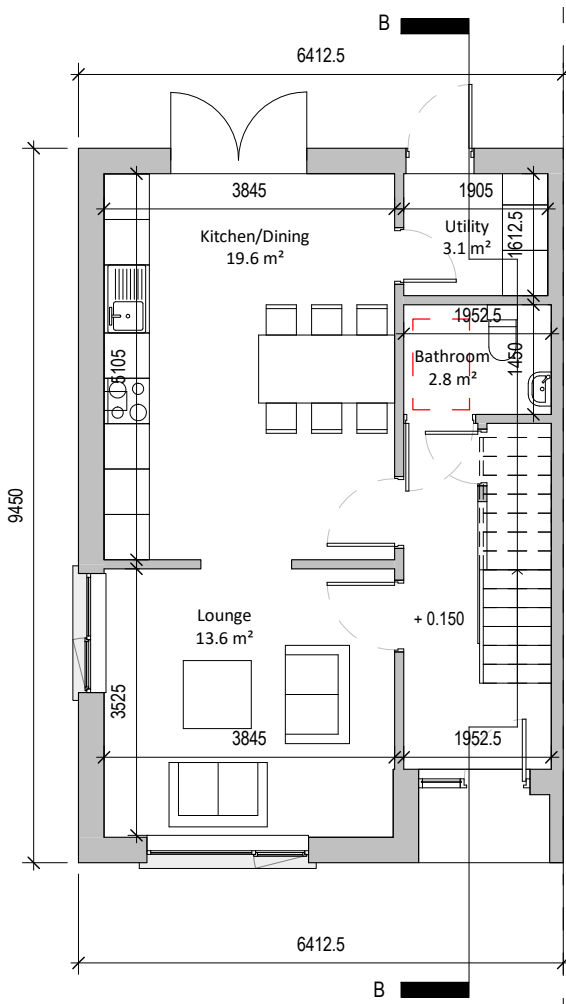 B
6412.5
3845
1905
Kitchen/Dining
19.6 m²
Utility
3.1 m²
1612.5
1952.5
Bathroom
2.8 m²
1450
5105
9450
Lounge
13.6 m²
+ 0.150
3525
3845
1952.5
6412.5
B